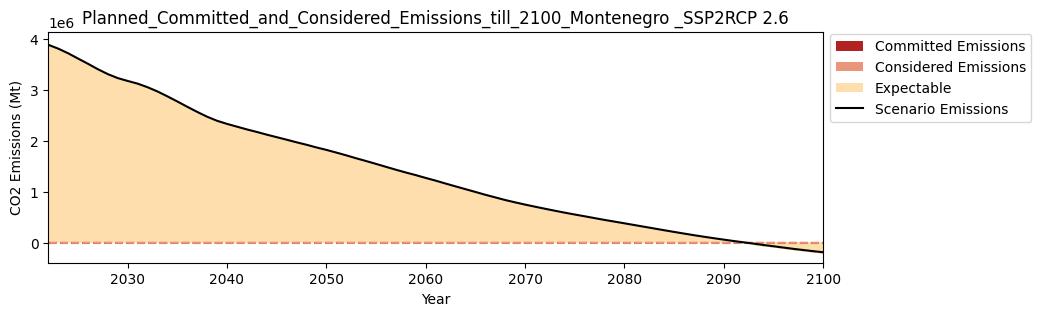 Planned_Committed_and_Considered_Emissions_till_2100_Montenegro _SSP2RCP 2.6
1e6
4
3
2
1
0
CO2 Emissions (Mt)
2030 2040 2050 2060 2070 2080 2090 2100
Year
Committed Emissions
Considered Emissions
Expectable
Scenario Emissions